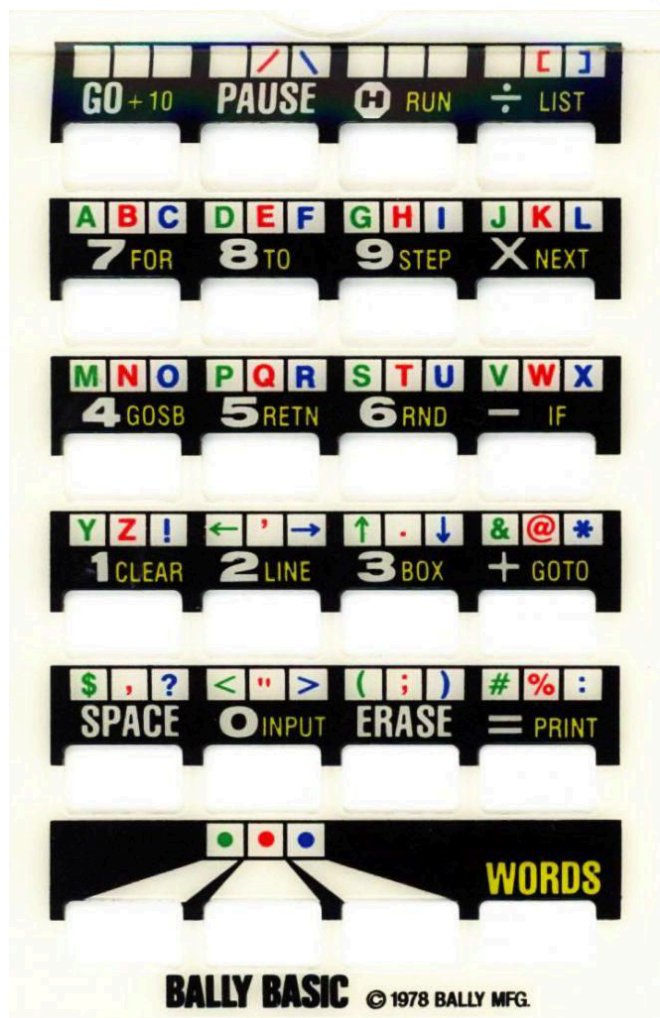 / \ [ ]
GO +10 PAUSE H RUN ÷ LIST
A B C D E F G H I J K L
7 FOR 8 TO 9 STEP X NEXT
M N O P Q R S T U V W X
4 GOSB 5 RETN 6 RND − IF
Y Z ! ← ' → ↑ . ↓ & @ *
1 CLEAR 2 LINE 3 BOX + GOTO
$ , ? < " > ( ; ) # % :
SPACE 0 INPUT ERASE = PRINT
WORDS
BALLY BASIC © 1978 BALLY MFG.